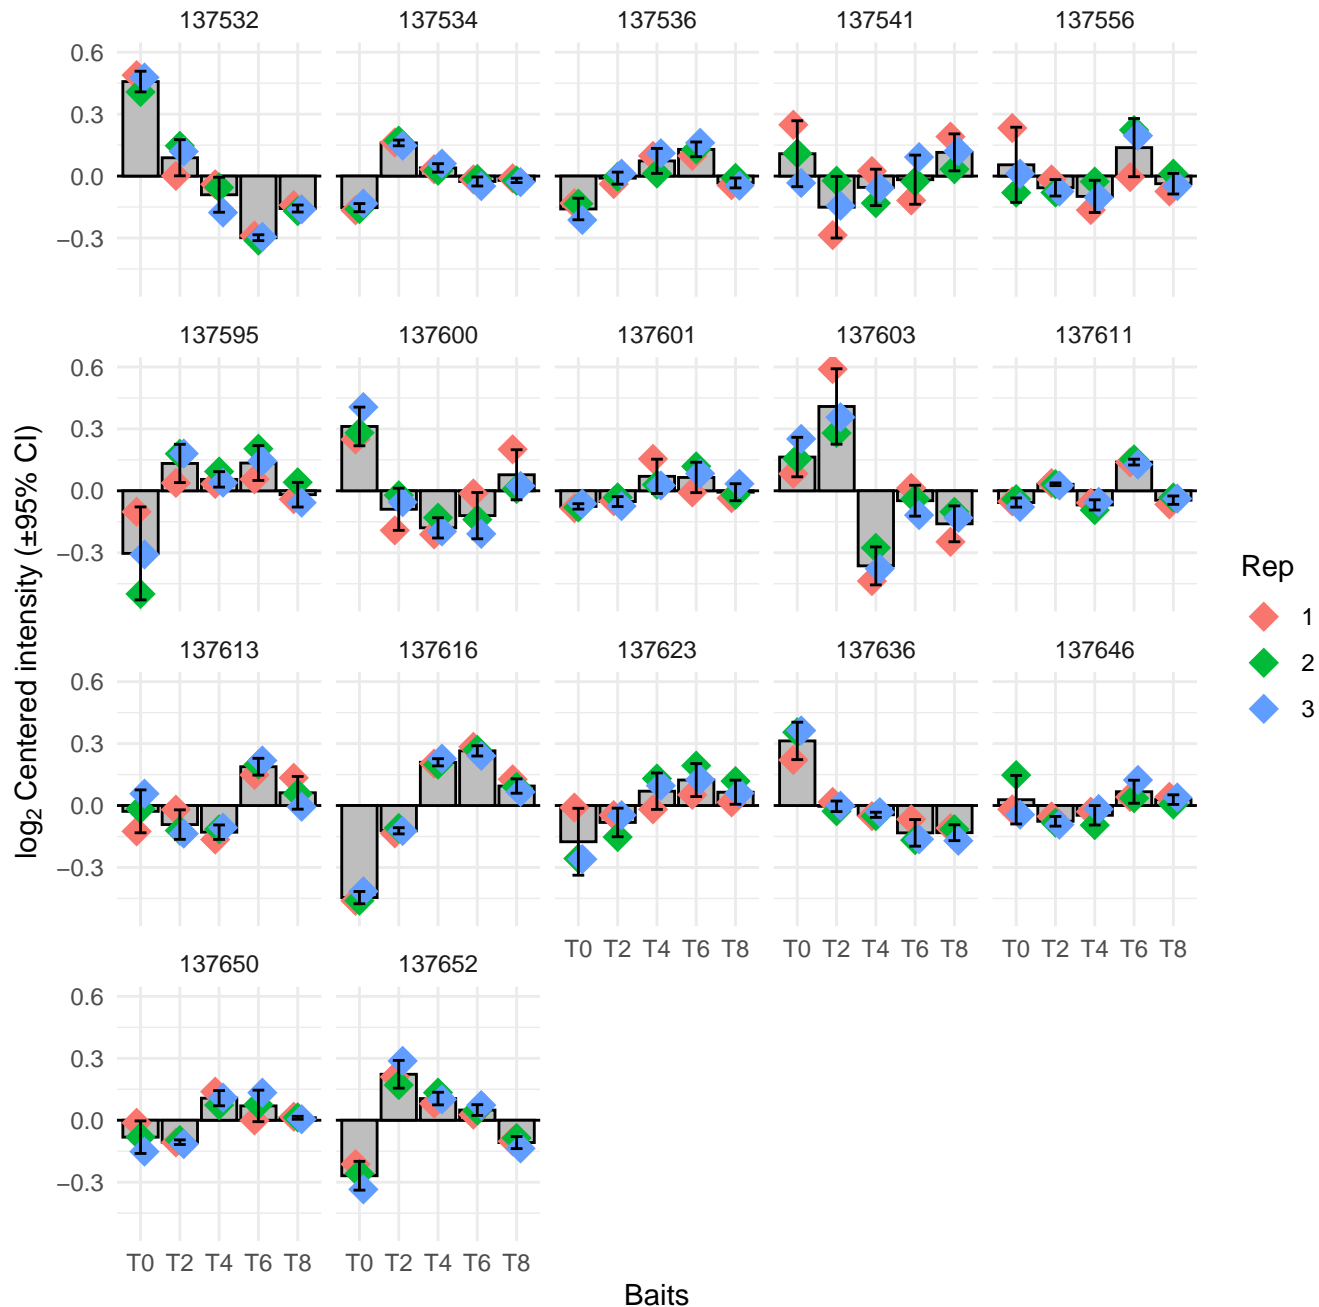 137532 137534 137536 137541 137556
0.6
0.3
0.0
−0.3
137595 137600 137601 137603 137611
0.6
0.3
0.0
−0.3
log2 Centered intensity (±95% CI)
Rep
1
2
3
137613 137616 137623 137636 137646
0.6
0.3
0.0
−0.3
T0 T2 T4 T6 T8 T0 T2 T4 T6 T8 T0 T2 T4 T6 T8
137650 137652
0.6
0.3
0.0
−0.3
T0 T2 T4 T6 T8 T0 T2 T4 T6 T8
Baits